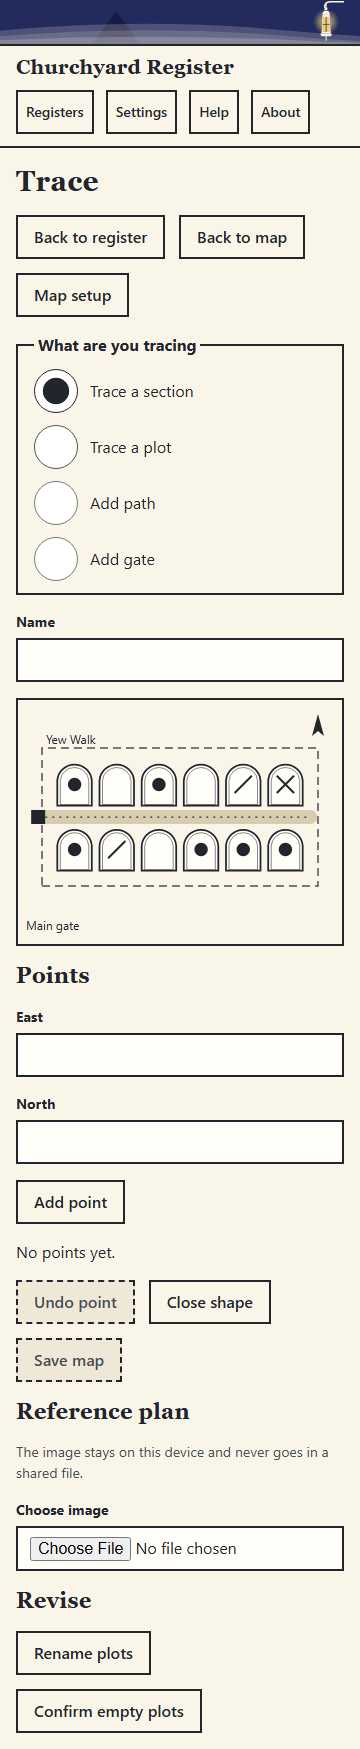 Churchyard Register
Registers
Settings
Help
About
Trace
Back to register
Back to map
Map setup
What are you tracing
Trace a section
Trace a plot
Add path
Add gate
Name
Yew Walk
Main gate
Points
East
North
Add point
No points yet.
Undo point
Close shape
Save map
Reference plan
The image stays on this device and never goes in a
shared file.
Choose image
Choose File No file chosen
Revise
Rename plots
Confirm empty plots